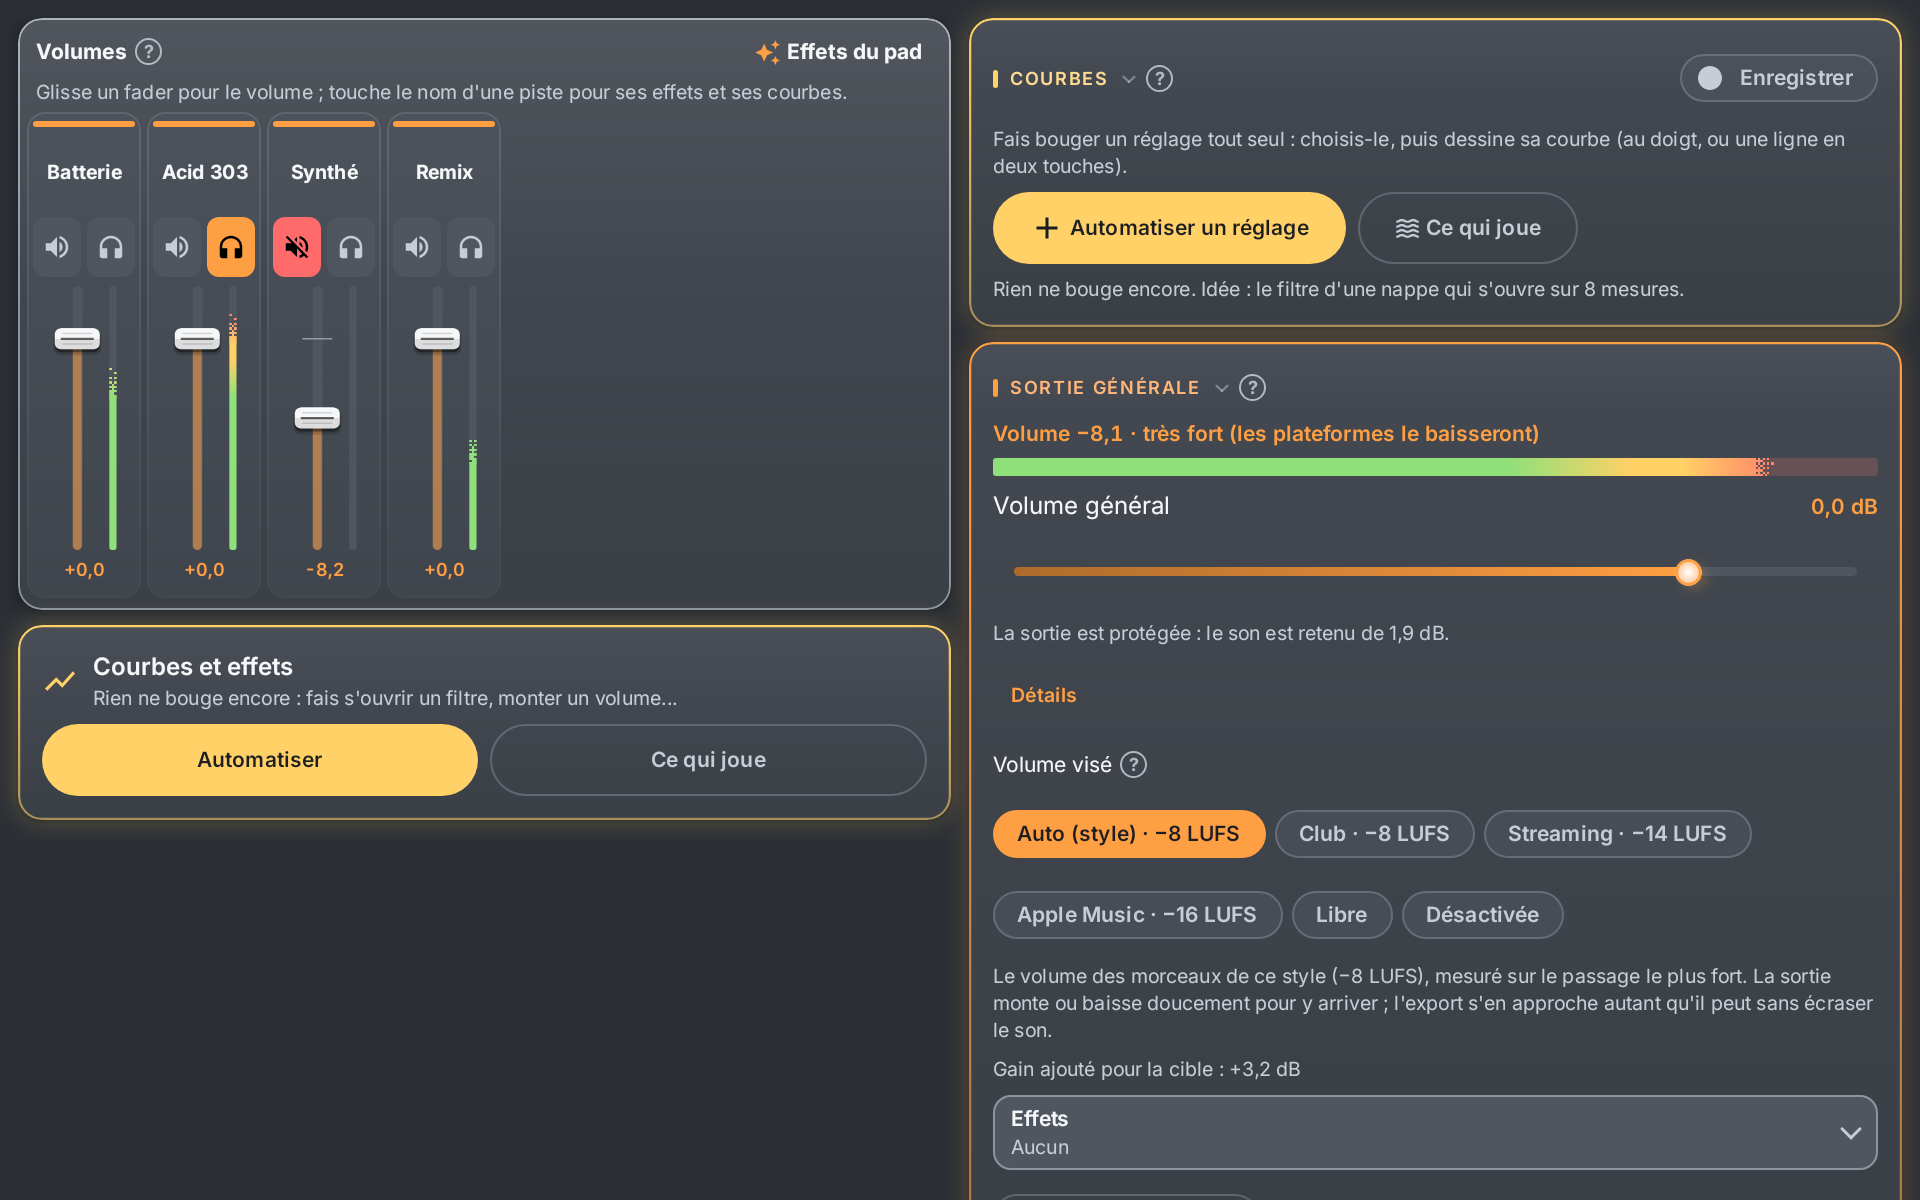 Volumes ?
Effets du pad
Glisse un fader pour le volume ; touche le nom d'une piste pour ses effets et ses courbes.
Batterie
Acid 303
Synthé
Remix
+0,0
+0,0
-8,2
+0,0
Courbes et effets
Rien ne bouge encore : fais s'ouvrir un filtre, monter un volume...
Automatiser
Ce qui joue
COURBES ?
Enregistrer
Fais bouger un réglage tout seul : choisis-le, puis dessine sa courbe (au doigt, ou une ligne en
deux touches).
Automatiser un réglage
Ce qui joue
Rien ne bouge encore. Idée : le filtre d'une nappe qui s'ouvre sur 8 mesures.
SORTIE GÉNÉRALE ?
Volume −8,1 · très fort (les plateformes le baisseront)
Volume général
0,0 dB
La sortie est protégée : le son est retenu de 1,9 dB.
Détails
Volume visé ?
Auto (style) · −8 LUFS
Club · −8 LUFS
Streaming · −14 LUFS
Apple Music · −16 LUFS
Libre
Désactivée
Le volume des morceaux de ce style (−8 LUFS), mesuré sur le passage le plus fort. La sortie
monte ou baisse doucement pour y arriver ; l'export s'en approche autant qu'il peut sans écraser
le son.
Gain ajouté pour la cible : +3,2 dB
Effets
Aucun